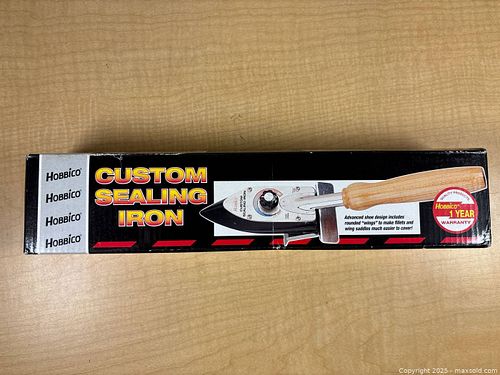 Hobbico
Hobbico
Hobbico
Hobbico
CUSTOM
SEALING
IRON
Advanced shoe design includes
rounded "wings" to make fillets and
wing saddles much easier to cover!
Hobbico
1 YEAR
WARRANTY
Copyright 2025 - maxsold.com